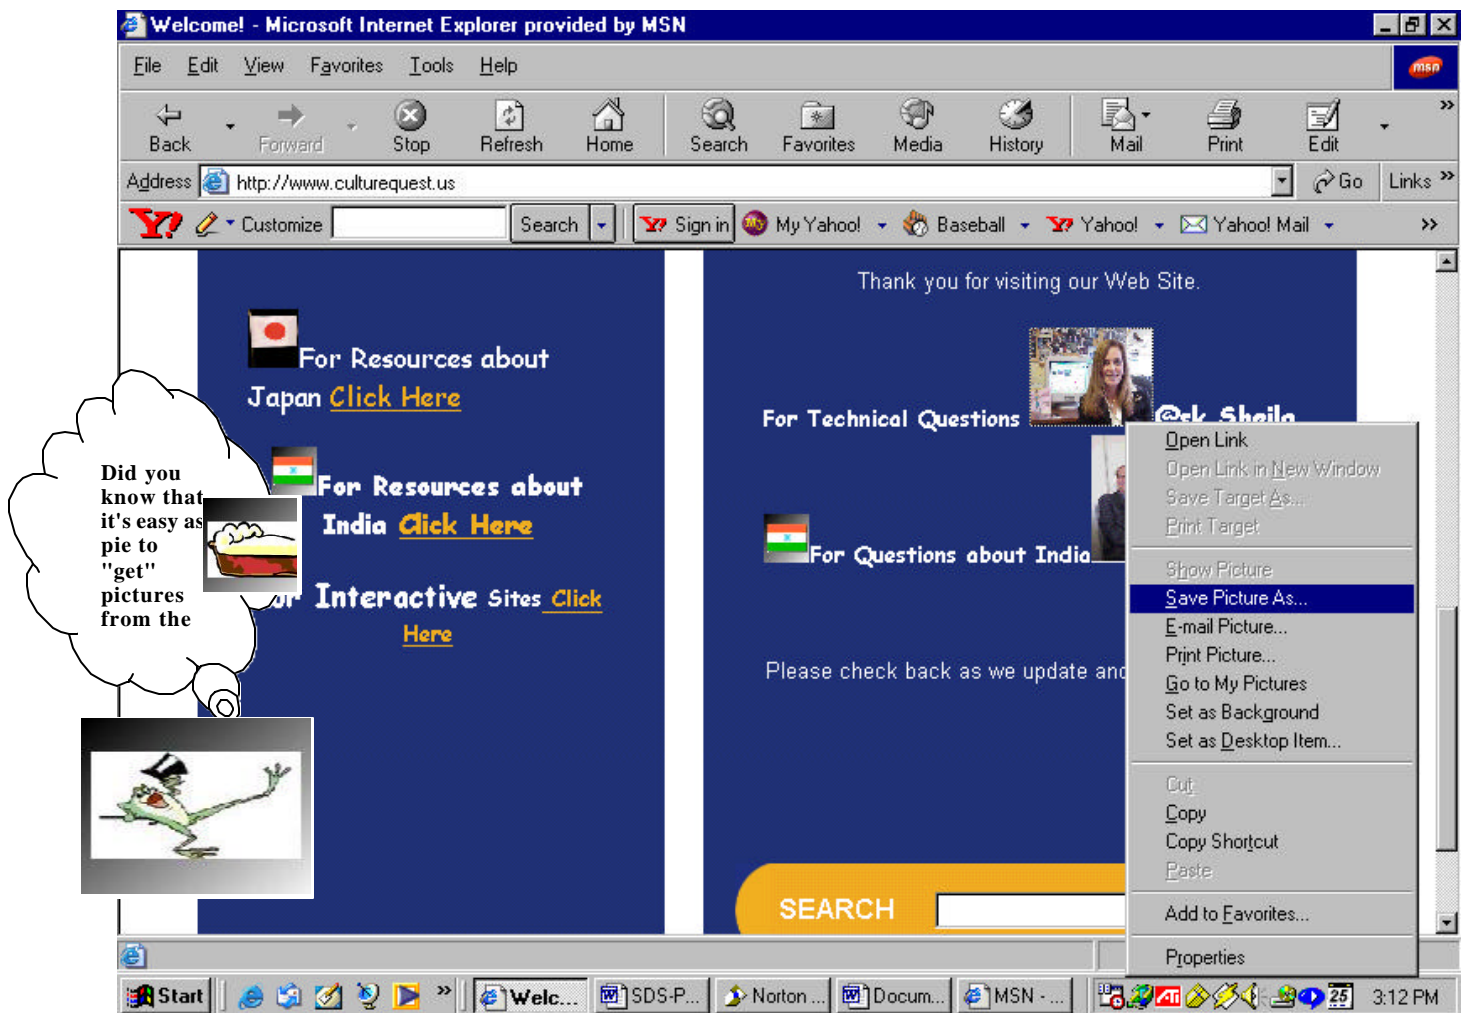 Welcome! - Microsoft Internet Explorer provided by MSN
File Edit View Favorites Tools Help
msn
Back Forward Stop Refresh Home Search Favorites Media History Mail Print Edit
Address http://www.culturequest.us Go Links
Y! Customize Search Sign in My Yahoo! Baseball Yahoo! Yahoo! Mail
Thank you for visiting our Web Site.
For Resources about
Japan Click Here
For Technical Questions @sk Sheila
For Resources about
India Click Here
For Questions about India
Interactive Sites Click
Here
Please check back as we update and
SEARCH
Did you
know that
it's easy as
pie to
"get"
pictures
from the
Open Link
Open Link in New Window
Save Target As...
Print Target
Show Picture
Save Picture As...
E-mail Picture...
Print Picture...
Go to My Pictures
Set as Background
Set as Desktop Item...
Cut
Copy
Copy Shortcut
Paste
Add to Favorites...
Properties
Start Welc... SDS-P... Norton ... Docum... MSN - ... ATI 25 3:12 PM